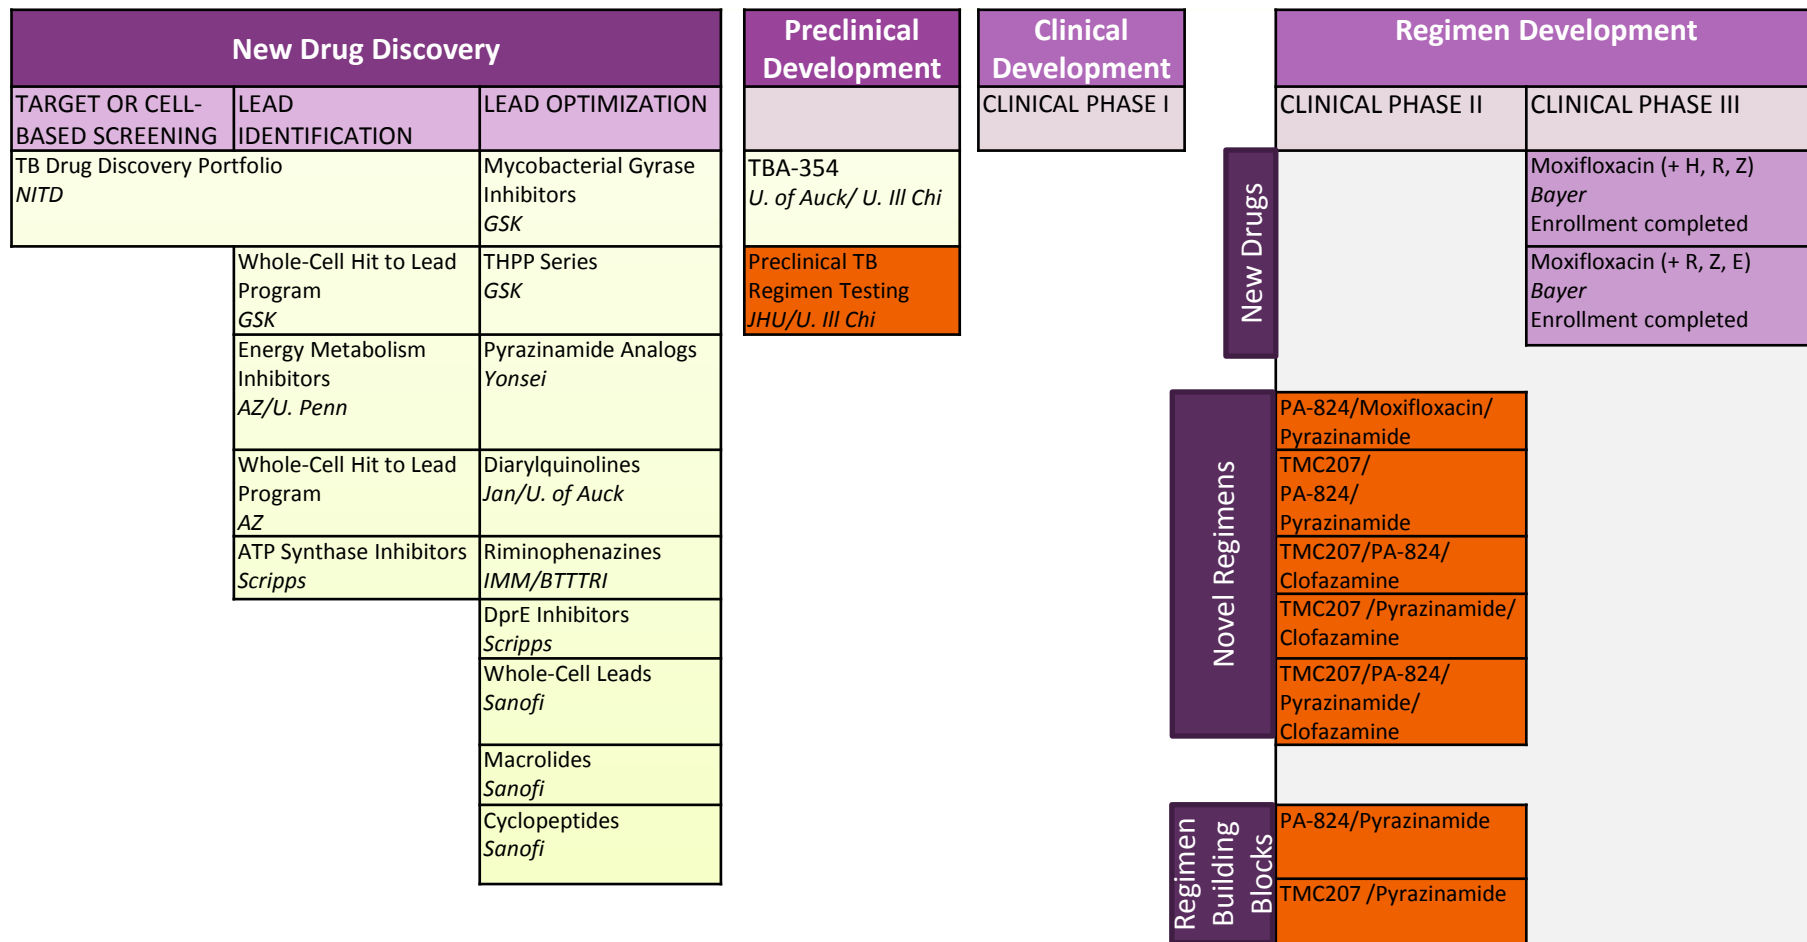 New Drug Discovery
TARGET OR CELL-
BASED SCREENING
LEAD
IDENTIFICATION
LEAD OPTIMIZATION
TB Drug Discovery Portfolio
NITD
Mycobacterial Gyrase
Inhibitors
GSK
Whole-Cell Hit to Lead
Program
GSK
THPP Series
GSK
Energy Metabolism
Inhibitors
AZ/U. Penn
Pyrazinamide Analogs
Yonsei
Whole-Cell Hit to Lead
Program
AZ
Diarylquinolines
Jan/U. of Auck
ATP Synthase Inhibitors
Scripps
Riminophenazines
IMM/BTTTRI
DprE Inhibitors
Scripps
Whole-Cell Leads
Sanofi
Macrolides
Sanofi
Cyclopeptides
Sanofi
Preclinical
Development
TBA-354
U. of Auck/ U. Ill Chi
Preclinical TB
Regimen Testing
JHU/U. Ill Chi
Clinical
Development
CLINICAL PHASE I
Regimen Development
CLINICAL PHASE II
CLINICAL PHASE III
New Drugs
Moxifloxacin (+ H, R, Z)
Bayer
Enrollment completed
Moxifloxacin (+ R, Z, E)
Bayer
Enrollment completed
Novel Regimens
PA-824/Moxifloxacin/
Pyrazinamide
TMC207/
PA-824/
Pyrazinamide
TMC207/PA-824/
Clofazamine
TMC207 /Pyrazinamide/
Clofazamine
TMC207/PA-824/
Pyrazinamide/
Clofazamine
Regimen
Building
Blocks
PA-824/Pyrazinamide
TMC207 /Pyrazinamide